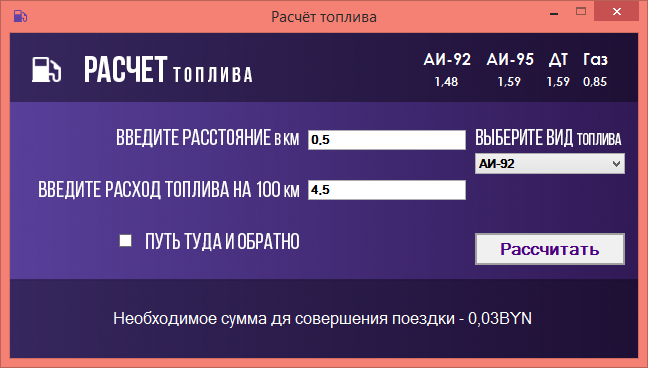 Расчёт топлива
РАСЧЕТ ТОПЛИВА
АИ-92 АИ-95 ДТ Газ
1,48 1,59 1,59 0,85
ВВЕДИТЕ РАССТОЯНИЕ В КМ 0.5
ВЫБЕРИТЕ ВИД ТОПЛИВА
АИ-92
ВВЕДИТЕ РАСХОД ТОПЛИВА НА 100 КМ 4.5
ПУТЬ ТУДА И ОБРАТНО
Рассчитать
Необходимое сумма дя совершения поездки - 0,03BYN